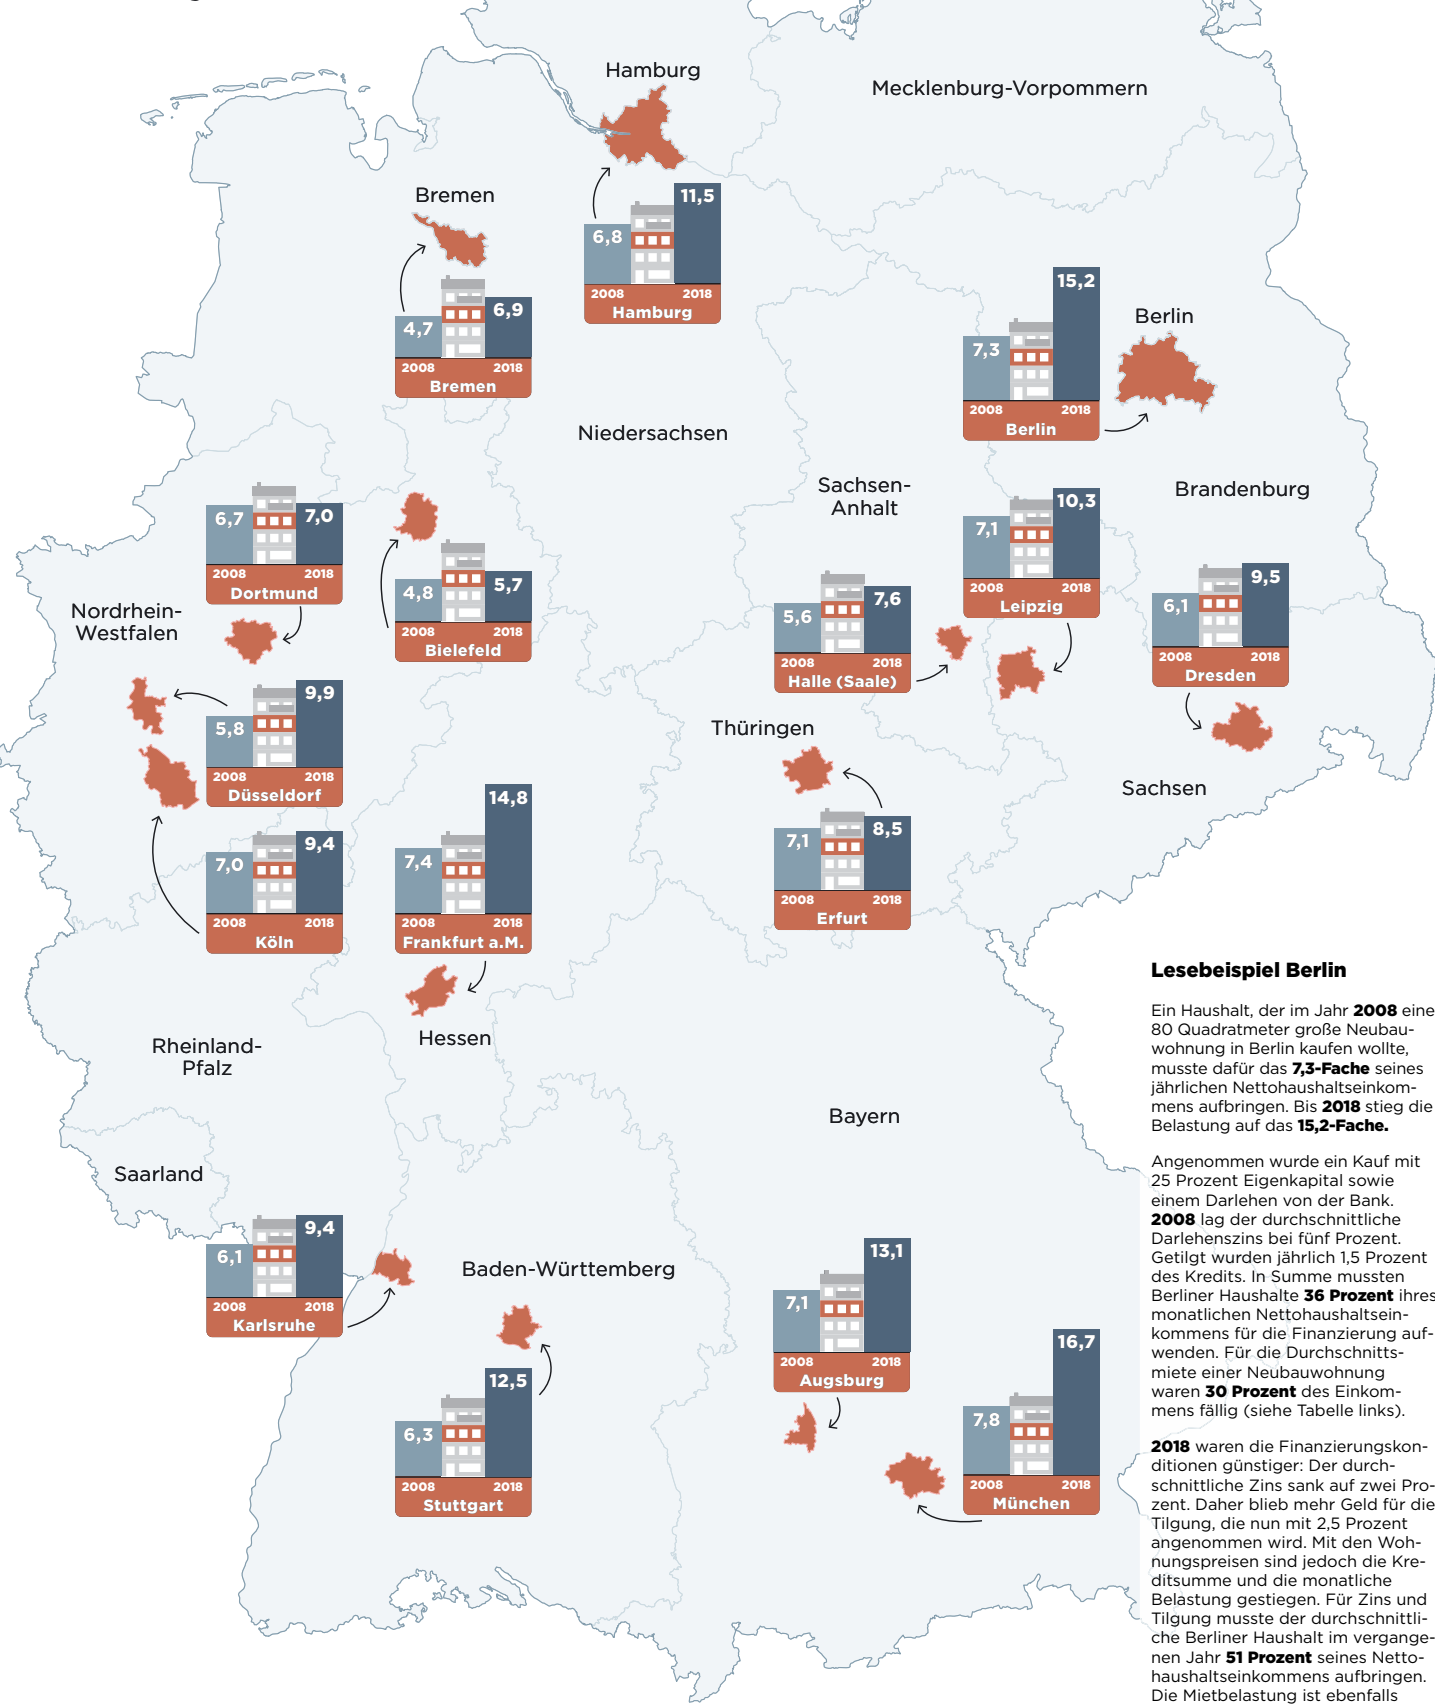 Hamburg
Mecklenburg-Vorpommern
6,8
11,5
2008 2018
Hamburg
Bremen
4,7
6,9
2008 2018
Bremen
Berlin
7,3
15,2
2008 2018
Berlin
Niedersachsen
Sachsen-
Anhalt
Brandenburg
6,7
7,0
2008 2018
Dortmund
4,8
5,7
2008 2018
Bielefeld
7,1
10,3
2008 2018
Leipzig
6,1
9,5
2008 2018
Dresden
5,6
7,6
2008 2018
Halle (Saale)
Nordrhein-
Westfalen
5,8
9,9
2008 2018
Düsseldorf
Thüringen
Sachsen
7,0
9,4
2008 2018
Köln
7,4
14,8
2008 2018
Frankfurt a.M.
7,1
8,5
2008 2018
Erfurt
Hessen
Rheinland-
Pfalz
Bayern
Saarland
6,1
9,4
2008 2018
Karlsruhe
Baden-Württemberg
6,3
12,5
2008 2018
Stuttgart
7,1
13,1
2008 2018
Augsburg
7,8
16,7
2008 2018
München
Lesebeispiel Berlin
Ein Haushalt, der im Jahr 2008 eine
80 Quadratmeter große Neubau-
wohnung in Berlin kaufen wollte,
musste dafür das 7,3-Fache seines
jährlichen Nettohaushaltseinkom-
mens aufbringen. Bis 2018 stieg die
Belastung auf das 15,2-Fache.
Angenommen wurde ein Kauf mit
25 Prozent Eigenkapital sowie
einem Darlehen von der Bank.
2008 lag der durchschnittliche
Darlehenszins bei fünf Prozent.
Getilgt wurden jährlich 1,5 Prozent
des Kredits. In Summe mussten
Berliner Haushalte 36 Prozent ihres
monatlichen Nettohaushaltsein-
kommens für die Finanzierung auf-
wenden. Für die Durchschnitts-
miete einer Neubauwohnung
waren 30 Prozent des Einkom-
mens fällig (siehe Tabelle links).
2018 waren die Finanzierungskon-
ditionen günstiger: Der durch-
schnittliche Zins sank auf zwei Pro-
zent. Daher blieb mehr Geld für die
Tilgung, die nun mit 2,5 Prozent
angenommen wird. Mit den Woh-
nungspreisen sind jedoch die Kre-
ditsumme und die monatliche
Belastung gestiegen. Für Zins und
Tilgung musste der durchschnittli-
che Berliner Haushalt im vergange-
nen Jahr 51 Prozent seines Netto-
haushaltseinkommens aufbringen.
Die Mietbelastung ist ebenfalls